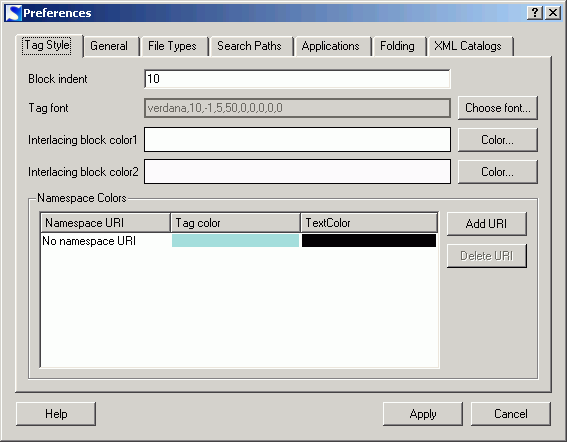 Preferences
Tag Style General File Types Search Paths Applications Folding XML Catalogs
Block indent 10
Tag font verdana,10,-1,5,50,0,0,0,0,0 Choose font...
Interlacing block color1 Color...
Interlacing block color2 Color...
Namespace Colors
Namespace URI Tag color TextColor Add URI
No namespace URI
Delete URI
Help Apply Cancel